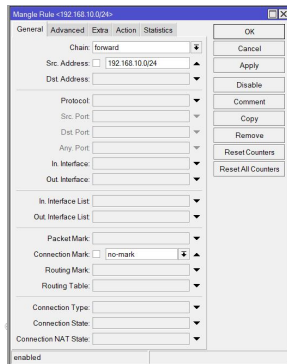 Mangle Rule <192.168.10.0/24>
General Advanced Extra Action Statistics
Chain: forward
Src. Address: 192.168.10.0/24
Dst. Address:
Protocol:
Src. Port:
Dst. Port:
Any. Port:
In. Interface:
Out. Interface:
In. Interface List:
Out. Interface List:
Packet Mark:
Connection Mark: no-mark
Routing Mark:
Routing Table:
Connection Type:
Connection State:
Connection NAT State:
OK
Cancel
Apply
Disable
Comment
Copy
Remove
Reset Counters
Reset All Counters
enabled